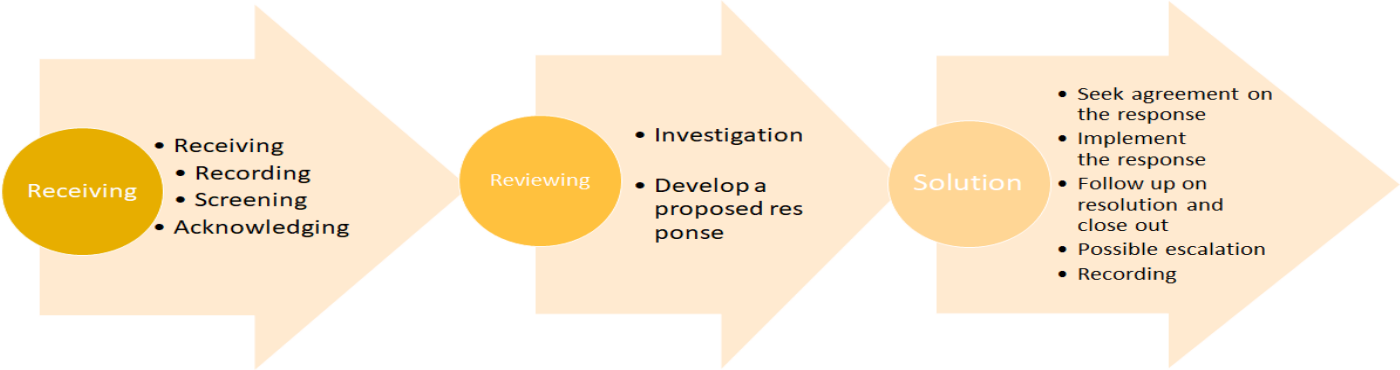 Receiving
• Receiving
• Recording
• Screening
• Acknowledging
Reviewing
• Investigation
• Develop a
proposed res
ponse
Solution
• Seek agreement on
the response
• Implement
the response
• Follow up on
resolution and
close out
• Possible escalation
• Recording